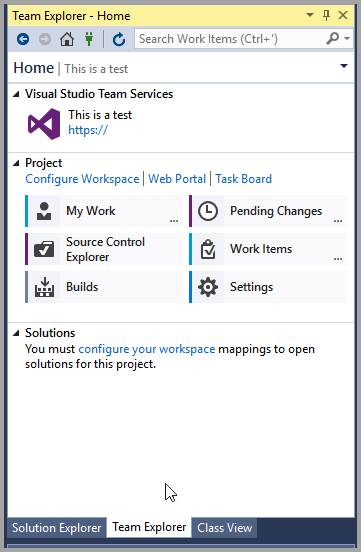 Team Explorer - Home
Search Work Items (Ctrl+')
Home | This is a test
Visual Studio Team Services
This is a test
https://
Project
Configure Workspace | Web Portal | Task Board
My Work ... Pending Changes ...
Source Control Explorer
Work Items ...
Builds
Settings
Solutions
You must configure your workspace mappings to open
solutions for this project.
Solution Explorer Team Explorer Class View